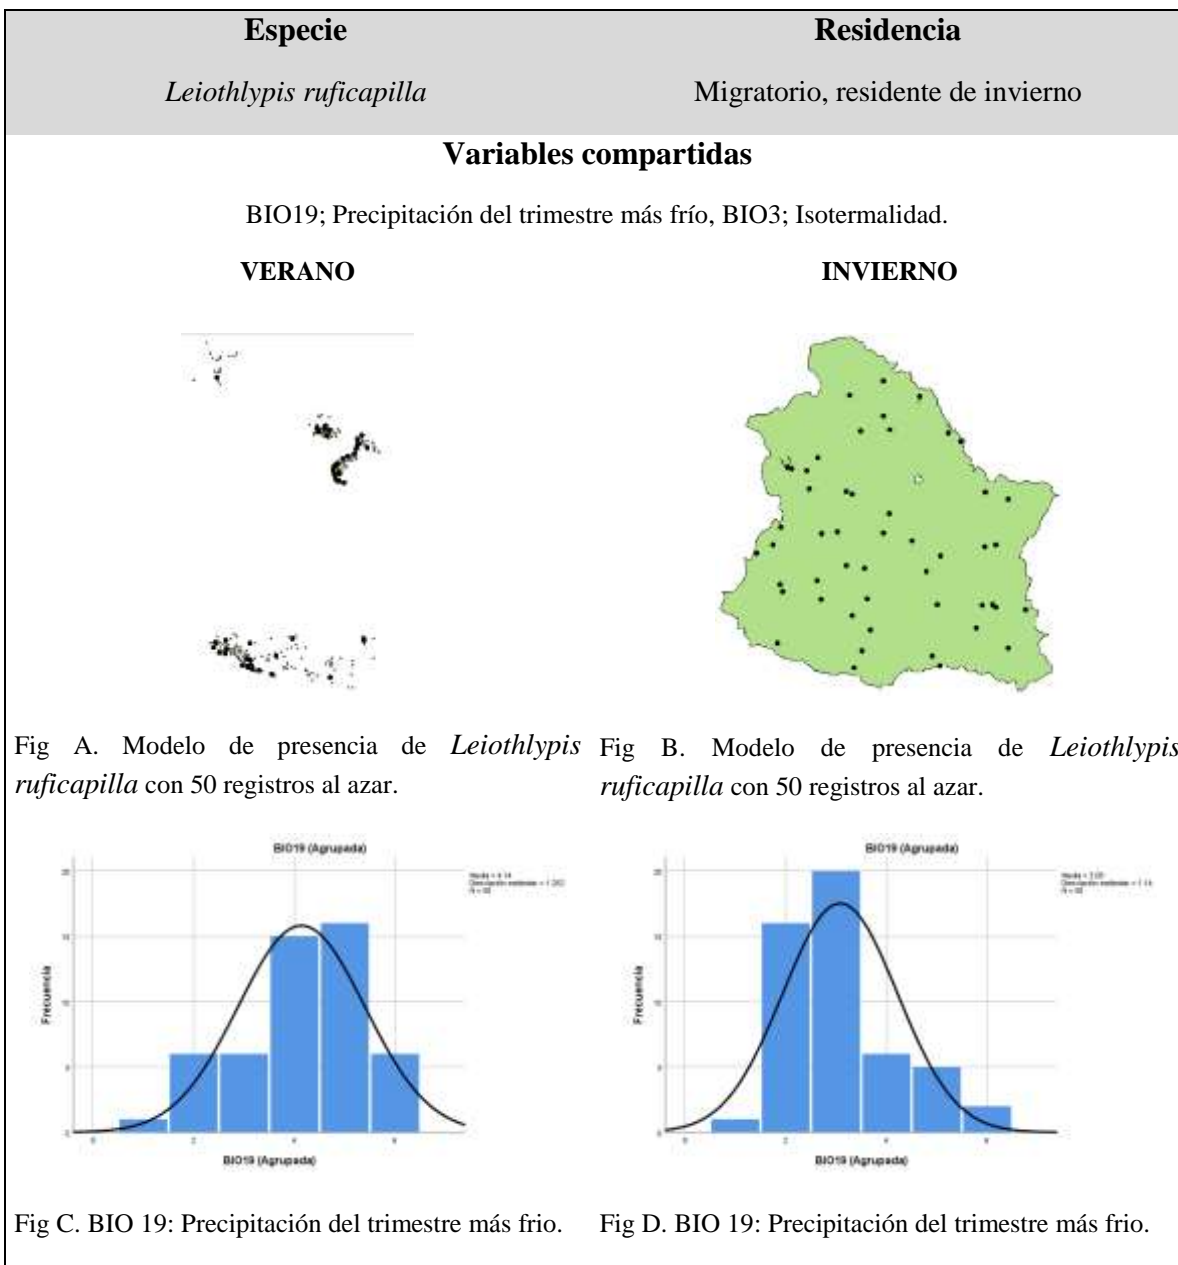 Especie
Residencia
Leiothlypis ruficapilla
Migratorio, residente de invierno
Variables compartidas
BIO19; Precipitación del trimestre más frío, BIO3; Isotermalidad.
VERANO
INVIERNO
Fig A. Modelo de presencia de Leiothlypis
ruficapilla con 50 registros al azar.
Fig B. Modelo de presencia de Leiothlypis
ruficapilla con 50 registros al azar.
BIO19 (Agrupada)
Frecuencia
BIO19 (Agrupada)
BIO19 (Agrupada)
Frecuencia
BIO19 (Agrupada)
Fig C. BIO 19: Precipitación del trimestre más frio.
Fig D. BIO 19: Precipitación del trimestre más frio.